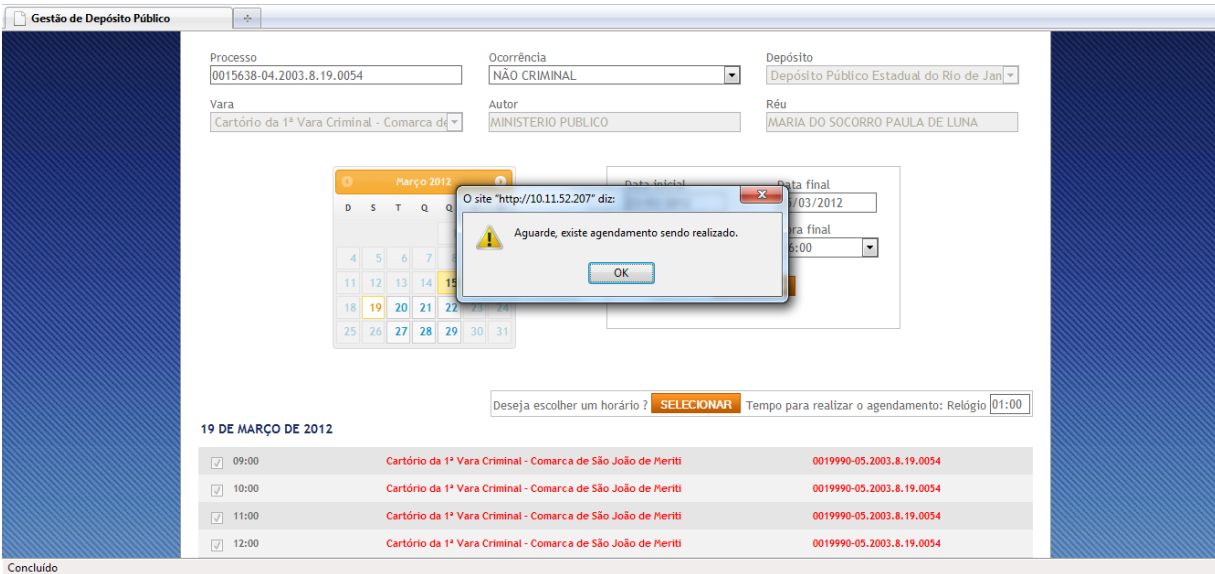 Gestão de Depósito Público
Processo Ocorrência Depósito
0015638-04.2003.8.19.0054 NÃO CRIMINAL Depósito Público Estadual do Rio de Jan
Vara Autor Réu
Cartório da 1ª Vara Criminal - Comarca de MINISTERIO PUBLICO MARIA DO SOCORRO PAULA DE LUNA
Março 2012
Data inicial Data final
O site "http://10.11.52.207" diz:
D S T Q Q
/03/2012
Aguarde, existe agendamento sendo realizado.
ora final
4 5 6 7 8
:00
OK
11 12 13 14 15
18 19 20 21 22 23 24
25 26 27 28 29 30 31
Deseja escolher um horário ? SELECIONAR Tempo para realizar o agendamento: Relógio 01:00
19 DE MARÇO DE 2012
09:00 Cartório da 1ª Vara Criminal - Comarca de São João de Meriti 0019990-05.2003.8.19.0054
10:00 Cartório da 1ª Vara Criminal - Comarca de São João de Meriti 0019990-05.2003.8.19.0054
11:00 Cartório da 1ª Vara Criminal - Comarca de São João de Meriti 0019990-05.2003.8.19.0054
12:00 Cartório da 1ª Vara Criminal - Comarca de São João de Meriti 0019990-05.2003.8.19.0054
Concluído